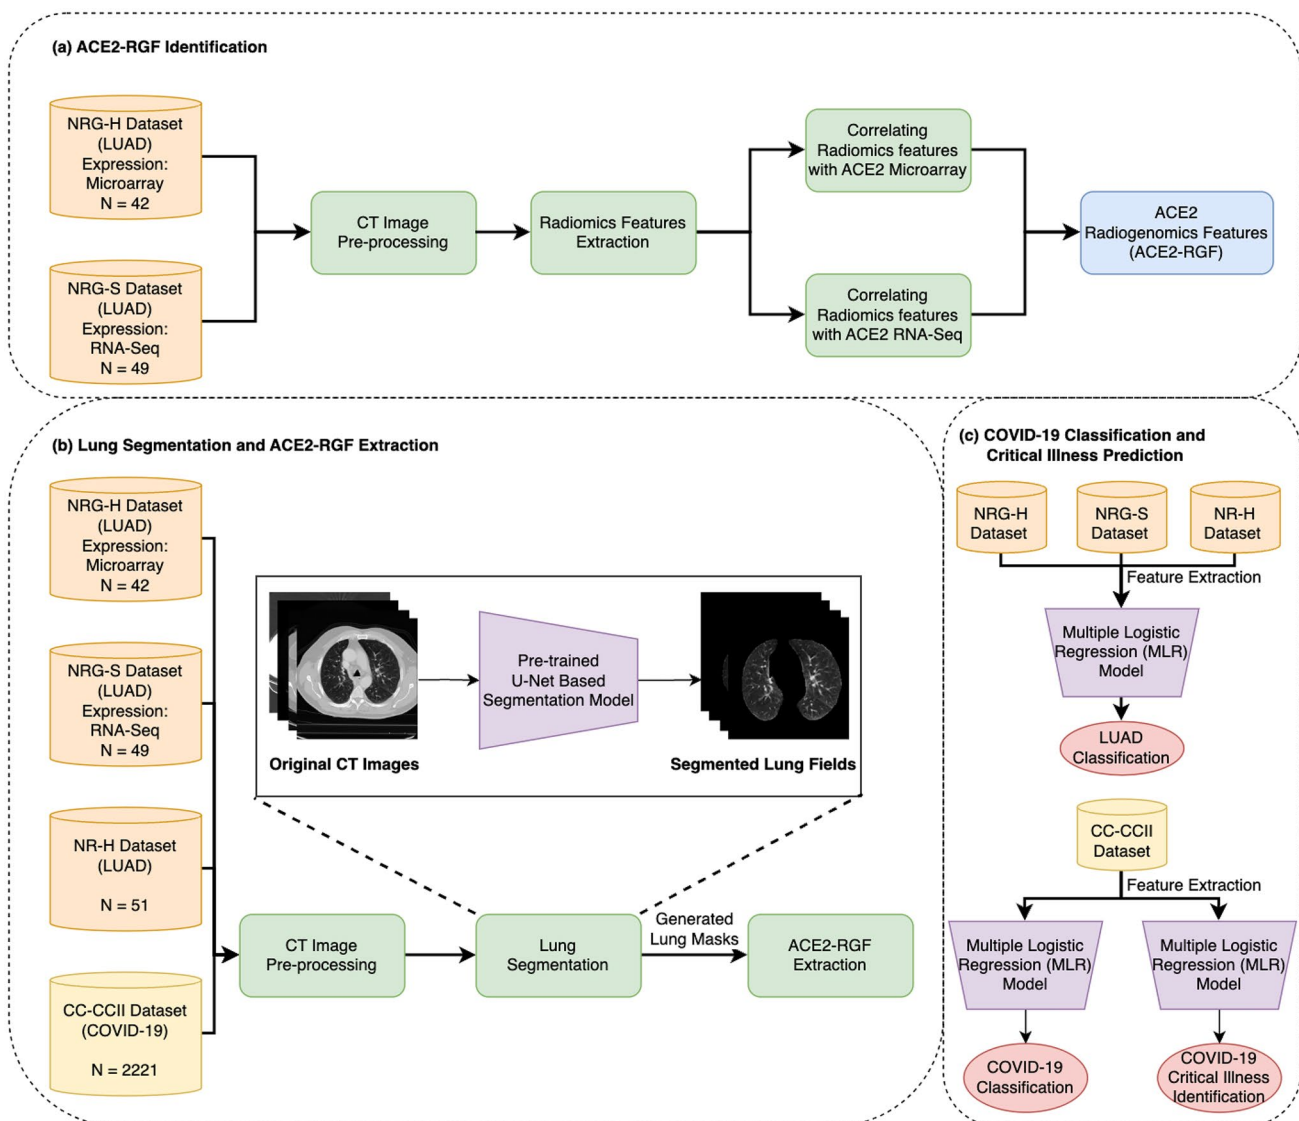 (a) ACE2-RGF Identification
NRG-H Dataset
(LUAD)
Expression:
Microarray
N = 42
NRG-S Dataset
(LUAD)
Expression:
RNA-Seq
N = 49
CT Image
Pre-processing
Radiomics Features
Extraction
Correlating
Radiomics features
with ACE2 Microarray
Correlating
Radiomics features
with ACE2 RNA-Seq
ACE2
Radiogenomics Features
(ACE2-RGF)
(b) Lung Segmentation and ACE2-RGF Extraction
NRG-H Dataset
(LUAD)
Expression:
Microarray
N = 42
NRG-S Dataset
(LUAD)
Expression:
RNA-Seq
N = 49
NR-H Dataset
(LUAD)
N = 51
CC-CCII Dataset
(COVID-19)
N = 2221
Original CT Images
Pre-trained
U-Net Based
Segmentation Model
Segmented Lung Fields
CT Image
Pre-processing
Lung
Segmentation
Generated
Lung Masks
ACE2-RGF
Extraction
(c) COVID-19 Classification and
Critical Illness Prediction
NRG-H
Dataset
NRG-S
Dataset
NR-H
Dataset
Feature Extraction
Multiple Logistic
Regression (MLR)
Model
LUAD
Classification
CC-CCII
Dataset
Feature Extraction
Multiple Logistic
Regression (MLR)
Model
Multiple Logistic
Regression (MLR)
Model
COVID-19
Classification
COVID-19
Critical Illness
Identification